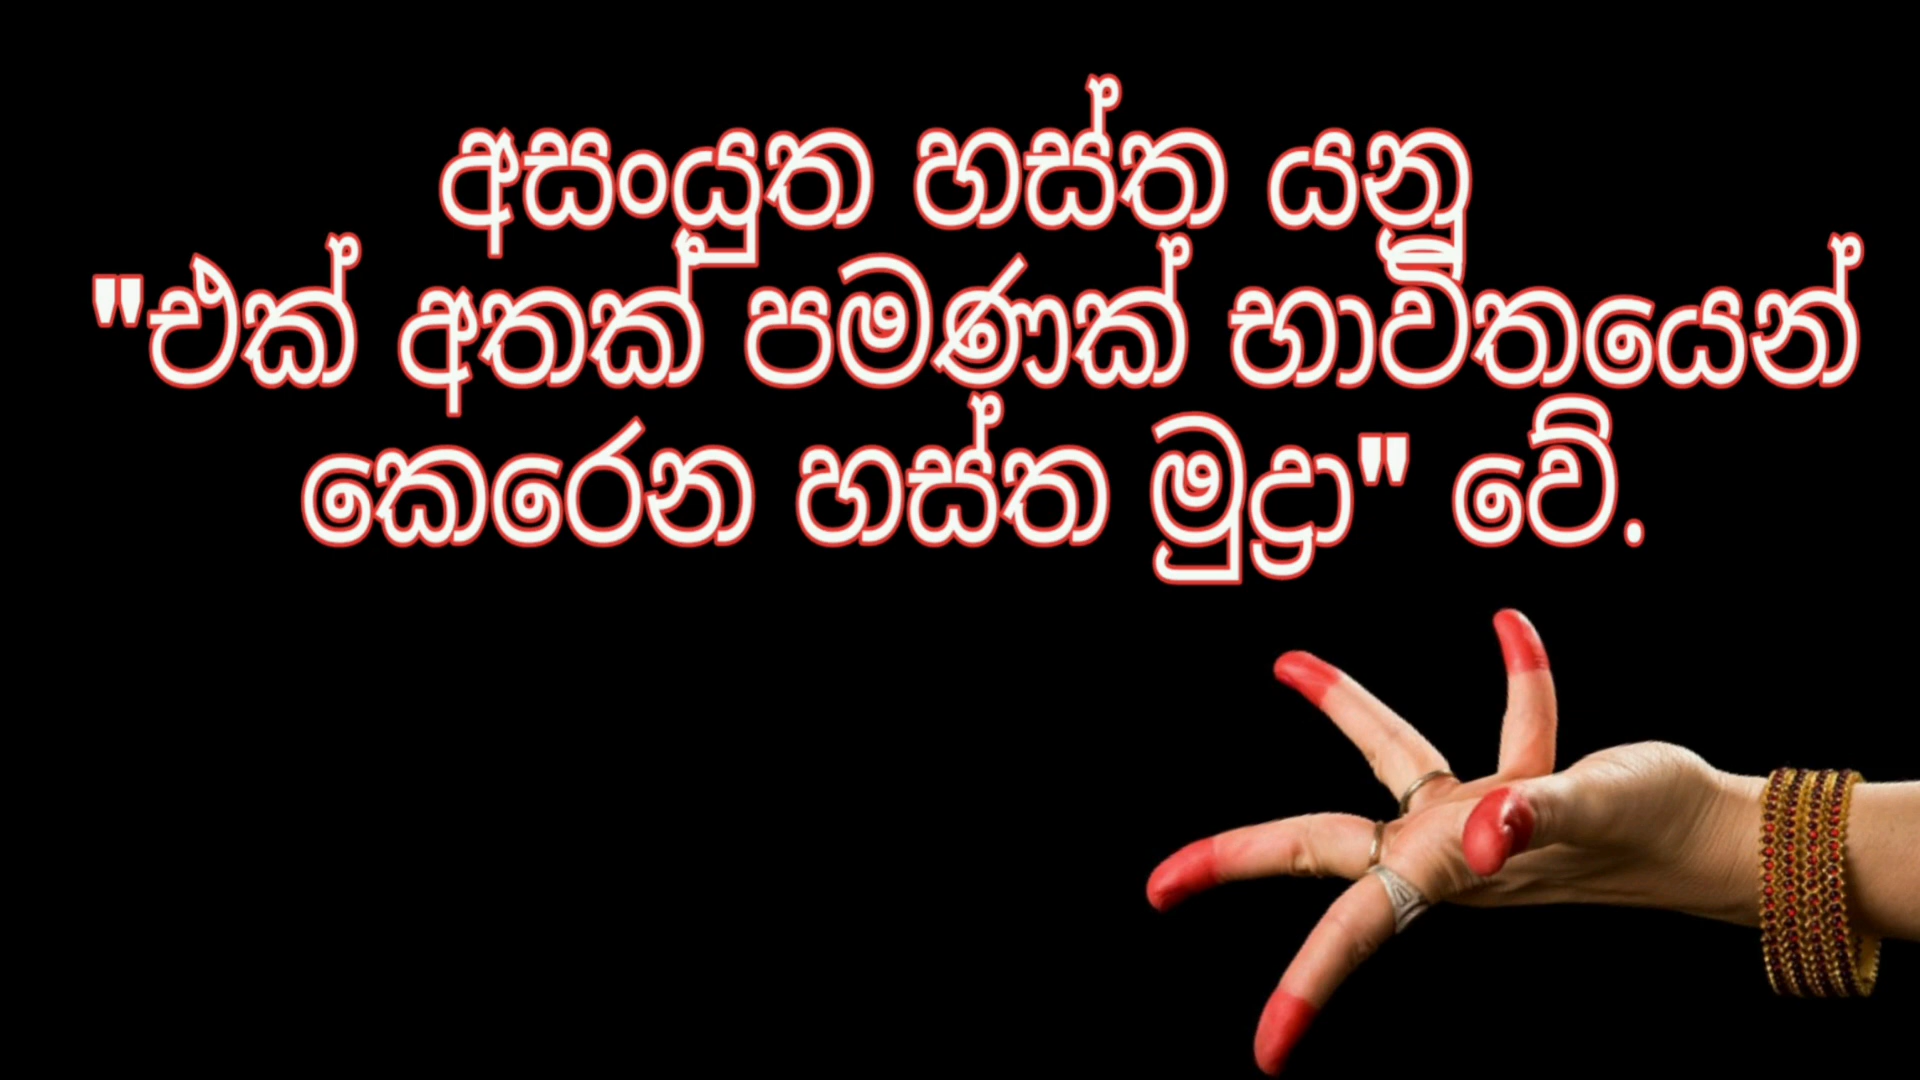 අසංයුත හස්ත යනු
"එක් අතක් පමණක් භාවිතයෙන්
කෙරෙන හස්ත මුද්‍රා" වේ.